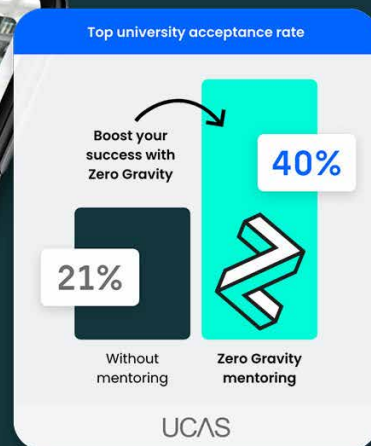 Top university acceptance rate
Boost your
success with
Zero Gravity
40%
21%
Without
mentoring
Zero Gravity
mentoring
UCAS